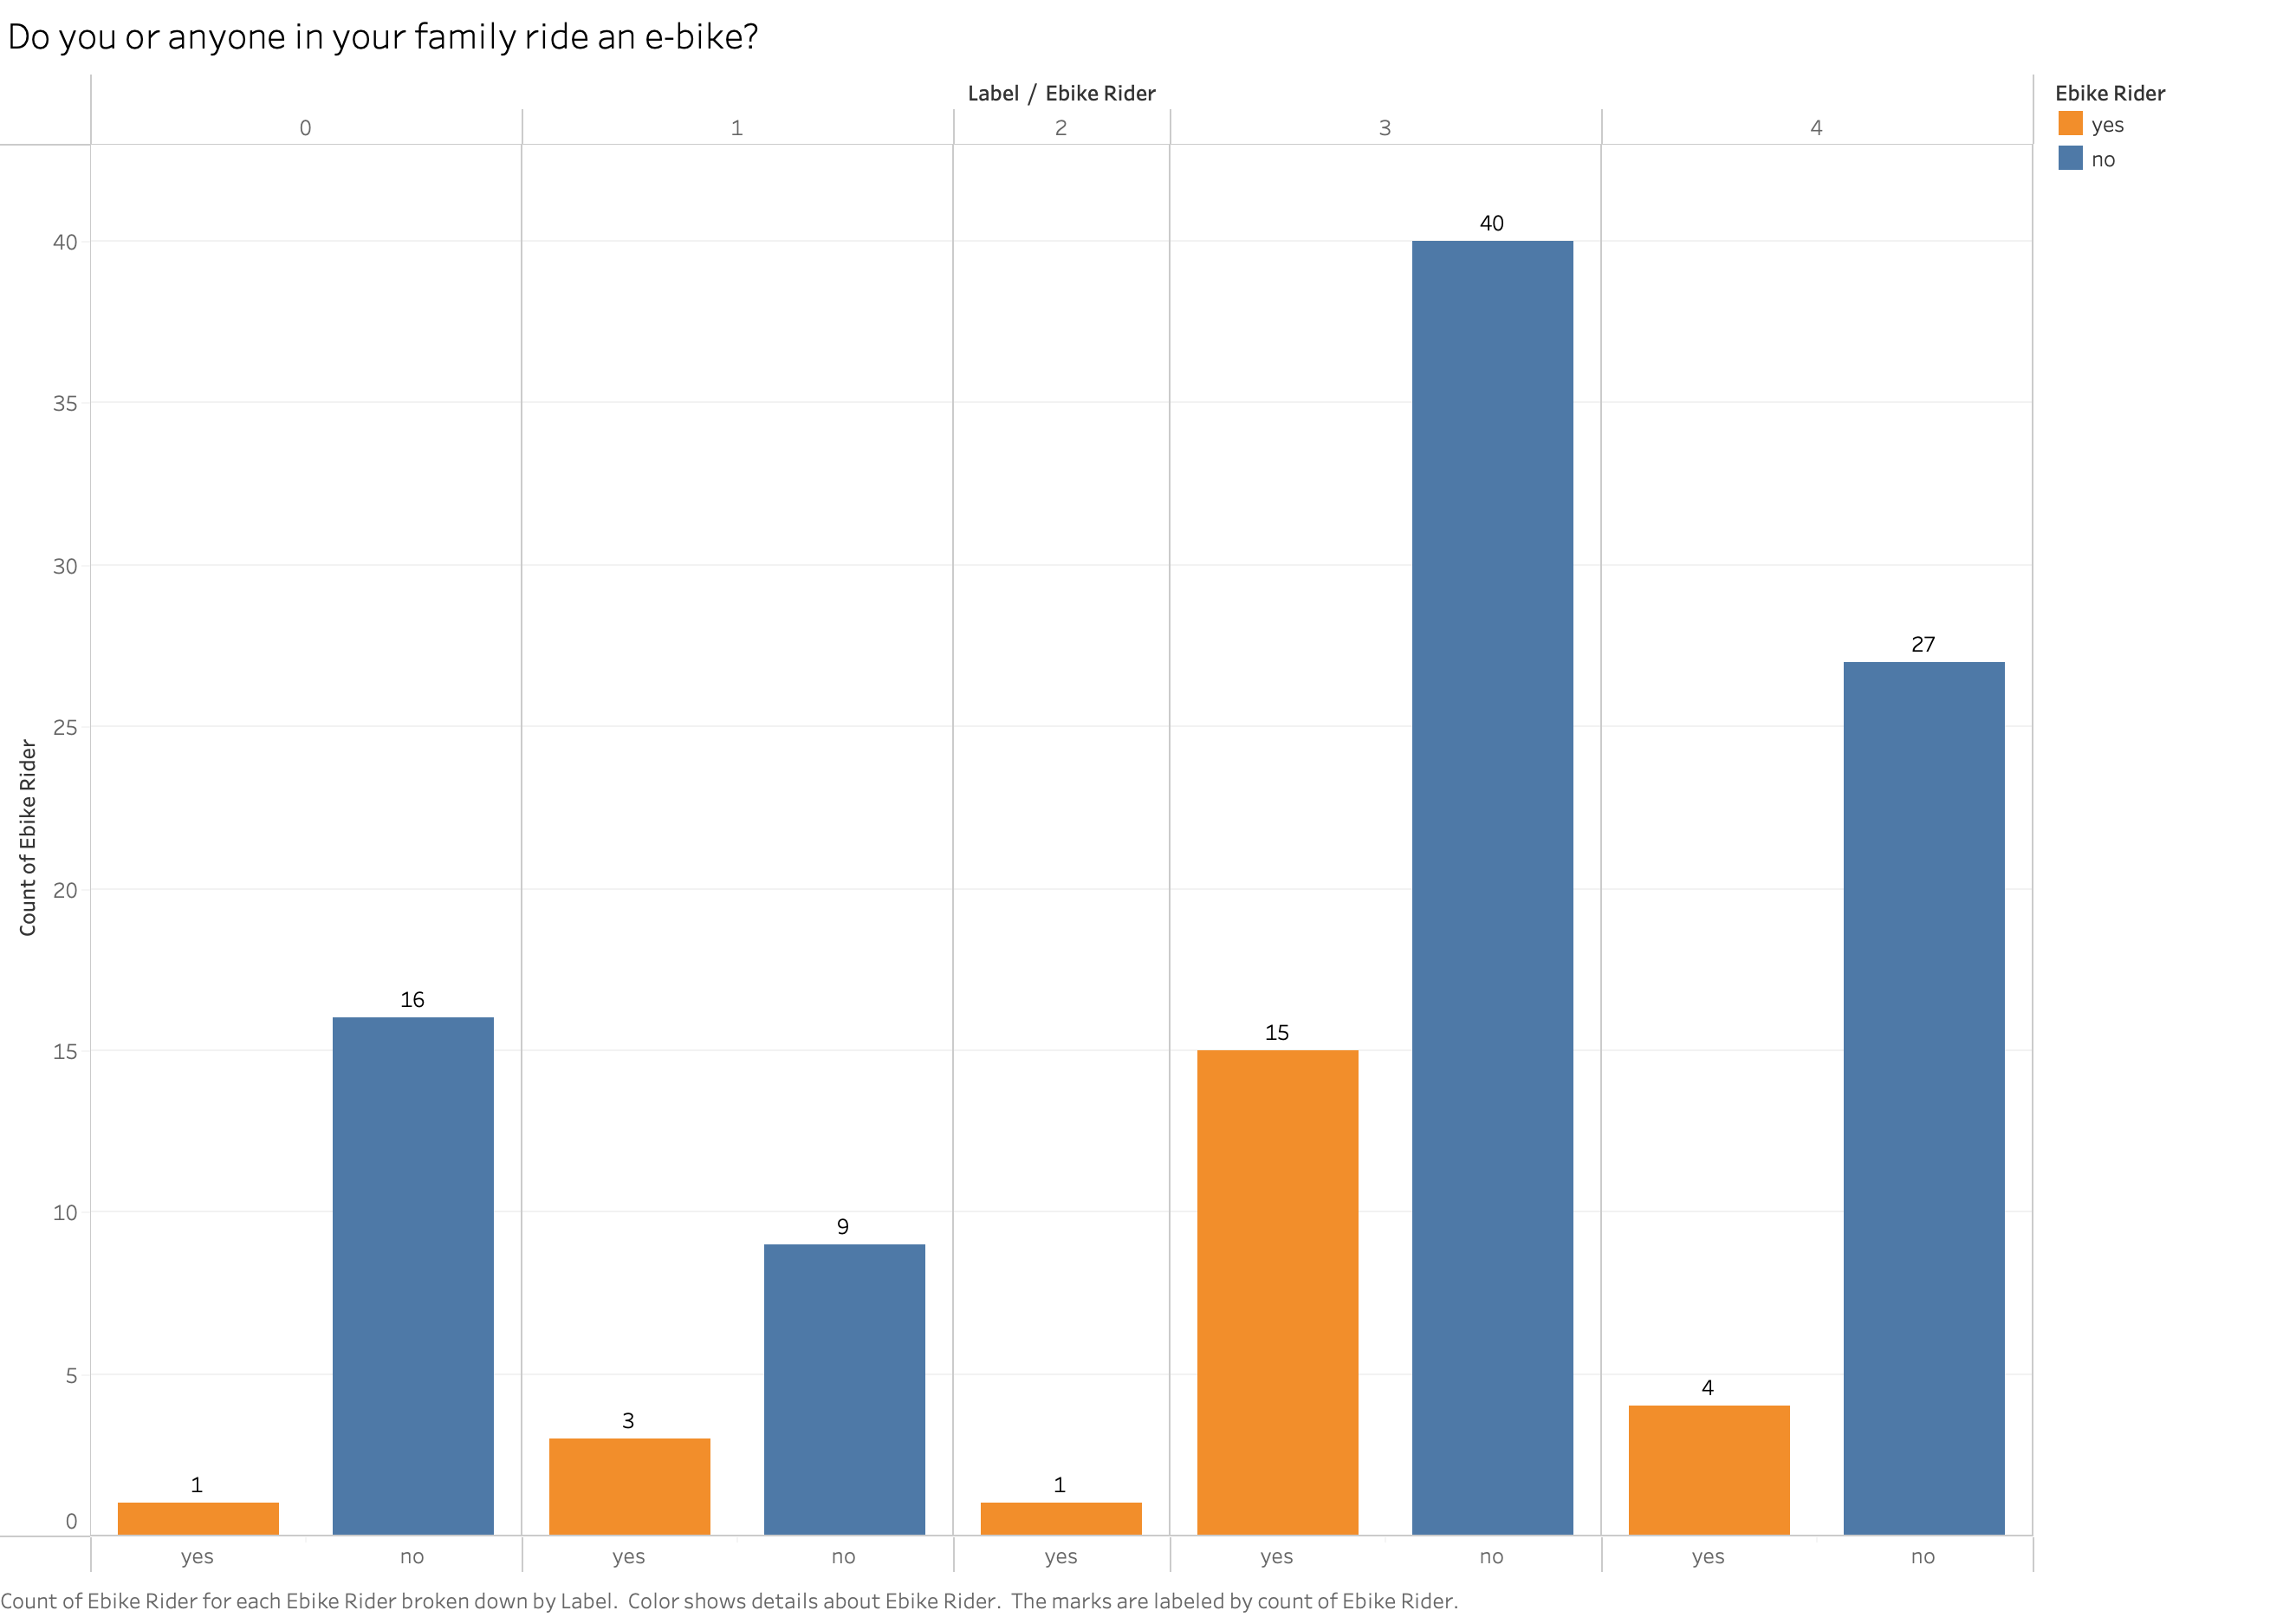 Do you or anyone in your family ride an e-bike?
Label / Ebike Rider
0 1 2 3 4
Ebike Rider
yes
no
Count of Ebike Rider
40
35
30
25
20
15
10
5
0
1 16 3 9 1 15 40 4 27
yes no yes no yes yes no yes no
Count of Ebike Rider for each Ebike Rider broken down by Label. Color shows details about Ebike Rider. The marks are labeled by count of Ebike Rider.